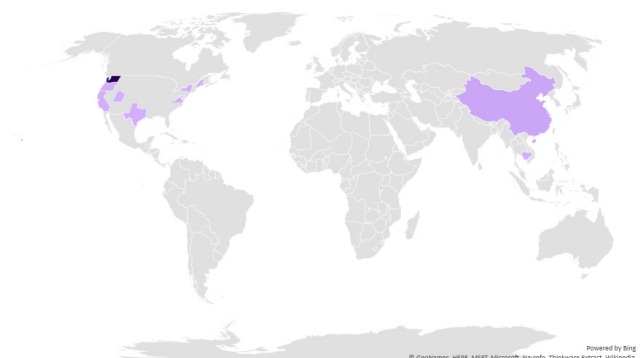 Powered by Bing
© GeoNames, HERE, MSFT, Microsoft, NavInfo, Thinkware Extract, Wikipedia